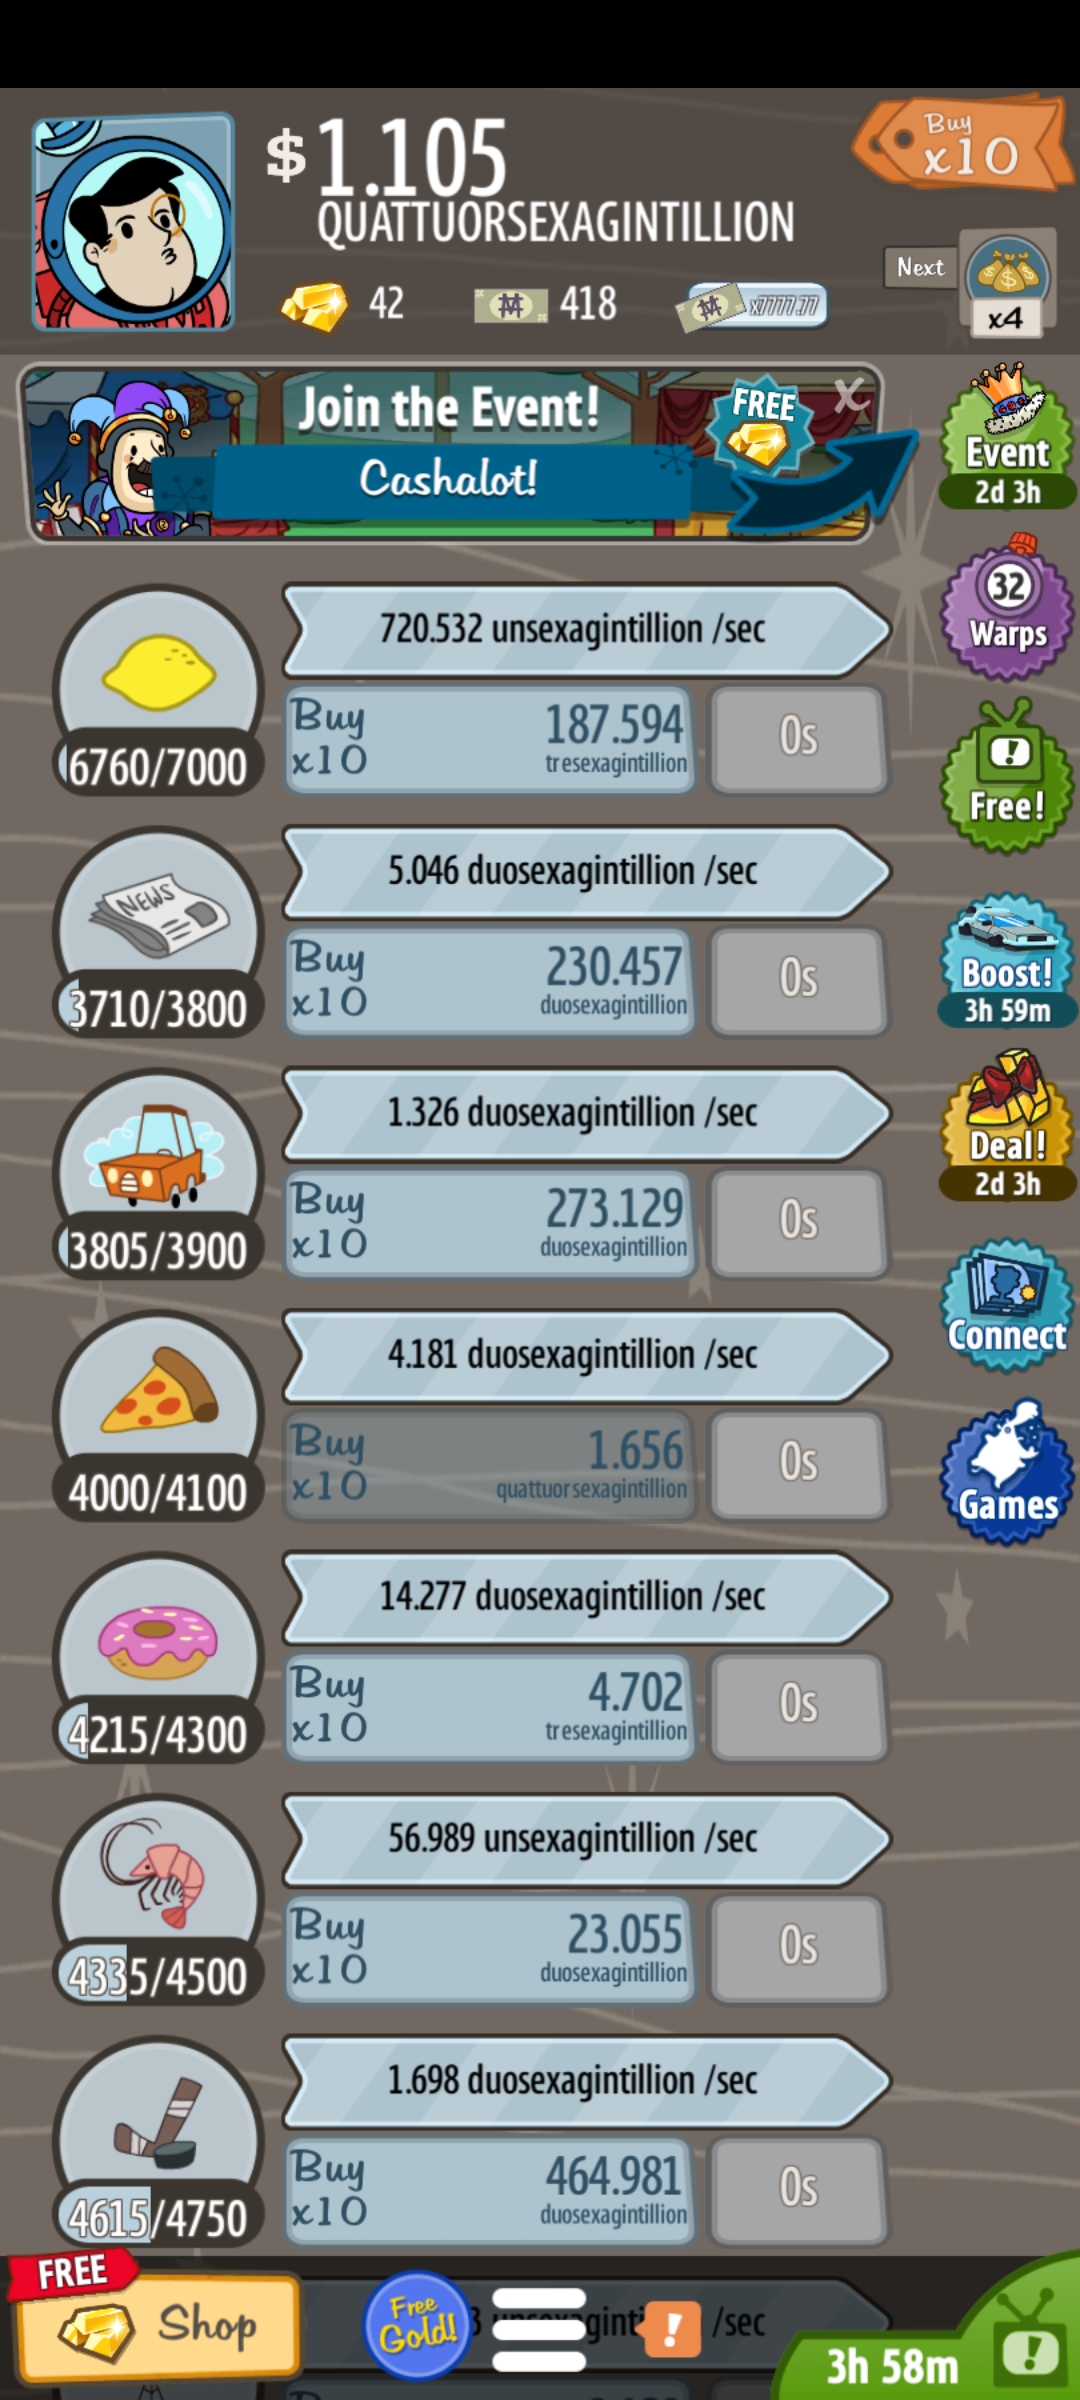 $1.105
QUATTUORSEXAGINTILLION
Buy
x10
42
418
x7777.77
Next
x4
Join the Event!
Cashalot!
FREE
X
Event
2d 3h
720.532 unsexagintillion /sec
6760/7000
Buy
x10
187.594
tresexagintillion
0s
32
Warps
Free!
NEWS
5.046 duosexagintillion /sec
3710/3800
Buy
x10
230.457
duosexagintillion
0s
Boost!
3h 59m
1.326 duosexagintillion /sec
3805/3900
Buy
x10
273.129
duosexagintillion
0s
Deal!
2d 3h
Connect
4.181 duosexagintillion /sec
4000/4100
Buy
x10
1.656
quattuorsexagintillion
0s
Games
14.277 duosexagintillion /sec
4215/4300
Buy
x10
4.702
tresexagintillion
0s
56.989 unsexagintillion /sec
4335/4500
Buy
x10
23.055
duosexagintillion
0s
1.698 duosexagintillion /sec
4615/4750
Buy
x10
464.981
duosexagintillion
0s
FREE
Shop
Free
Gold!
/sec
3h 58m